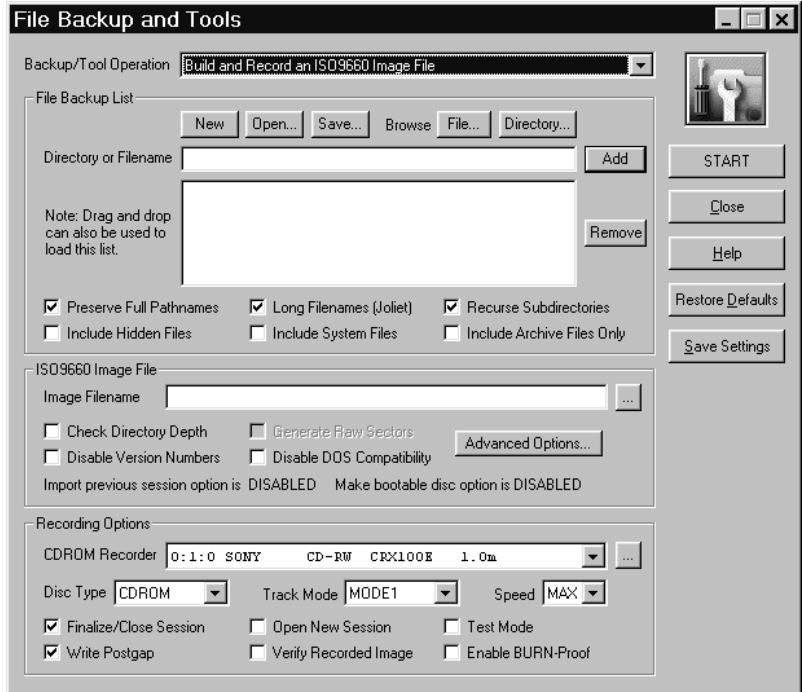 File Backup and Tools
Backup/Tool Operation Build and Record an ISO9660 Image File
File Backup List
New Open... Save... Browse File... Directory...
Directory or Filename Add
Note: Drag and drop
can also be used to
load this list.
Remove
Preserve Full Pathnames Long Filenames (Joliet) Recurse Subdirectories
Include Hidden Files Include System Files Include Archive Files Only
START
Close
Help
Restore Defaults
Save Settings
ISO9660 Image File
Image Filename ...
Check Directory Depth Generate Raw Sectors
Advanced Options...
Disable Version Numbers Disable DOS Compatibility
Import previous session option is DISABLED Make bootable disc option is DISABLED
Recording Options
CDROM Recorder 0:1:0 SONY CD-RW CRX100E 1.0m ...
Disc Type CDROM Track Mode MODE1 Speed MAX
Finalize/Close Session Open New Session Test Mode
Write Postgap Verify Recorded Image Enable BURN-Proof